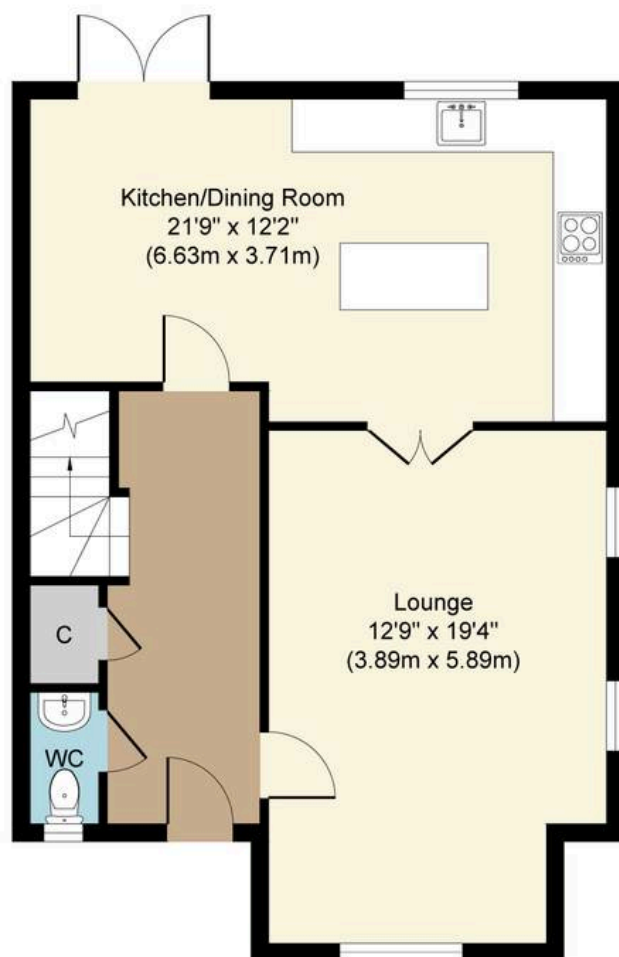 Kitchen/Dining Room
21'9" x 12'2"
(6.63m x 3.71m)
Lounge
12'9" x 19'4"
(3.89m x 5.89m)
C
WC